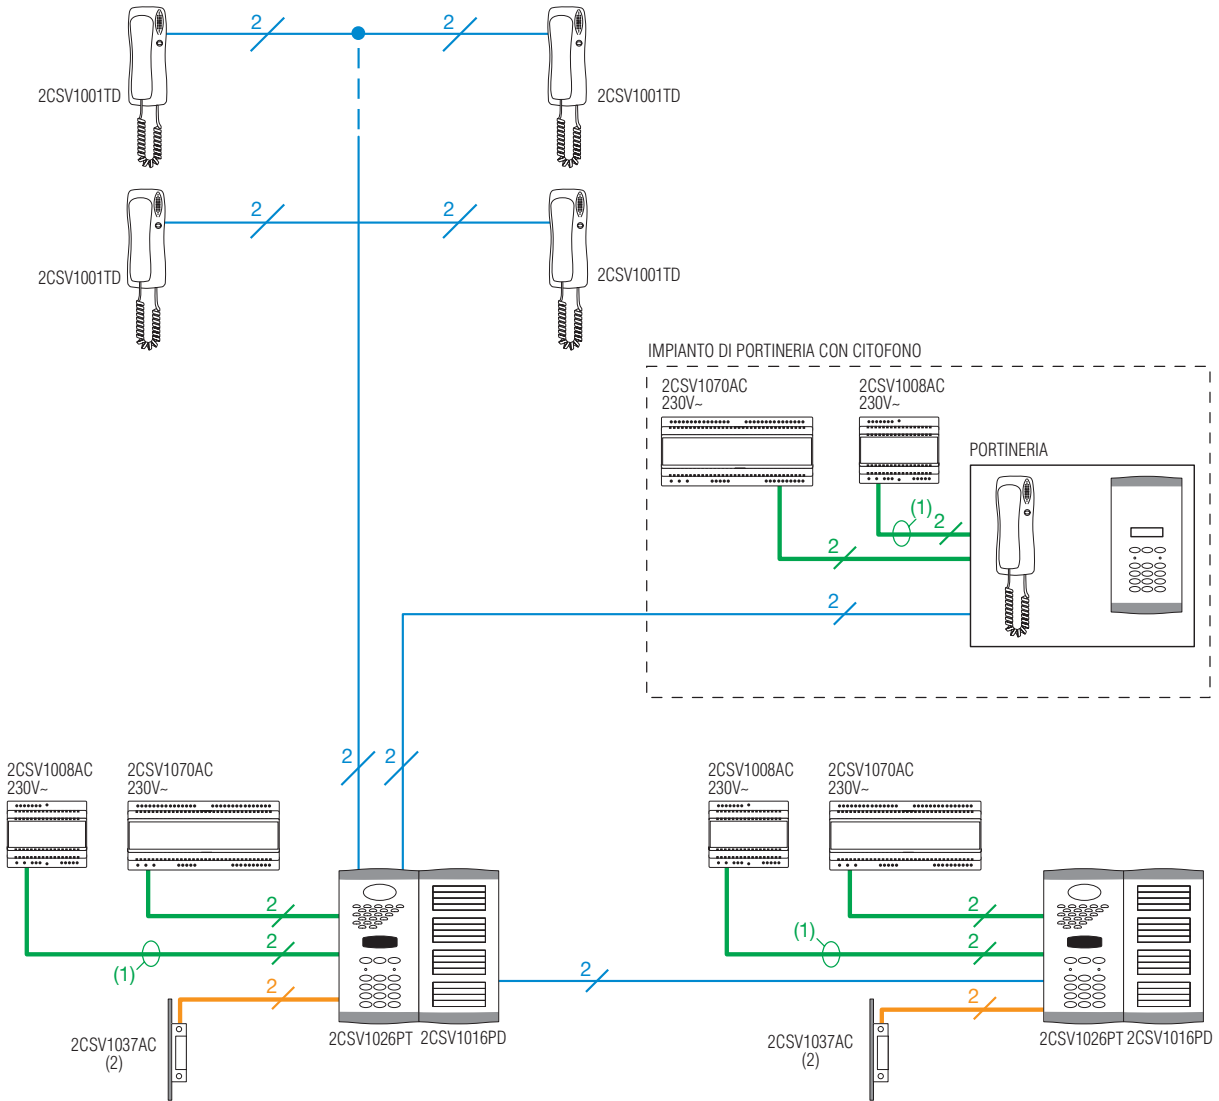 2
2
2CSV1001TD
2CSV1001TD
2
2
2CSV1001TD
2CSV1001TD
IMPIANTO DI PORTINERIA CON CITOFONO
2CSV1070AC
230V~
2CSV1008AC
230V~
PORTINERIA
(1)
2
2
2
2
2
2CSV1008AC
230V~
2CSV1070AC
230V~
2CSV1008AC
230V~
2CSV1070AC
230V~
2
2
(1)
2
2CSV1037AC
(2)
2CSV1026PT
2CSV1016PD
2
2
(1)
2
2
2CSV1037AC
(2)
2CSV1026PT
2CSV1016PD